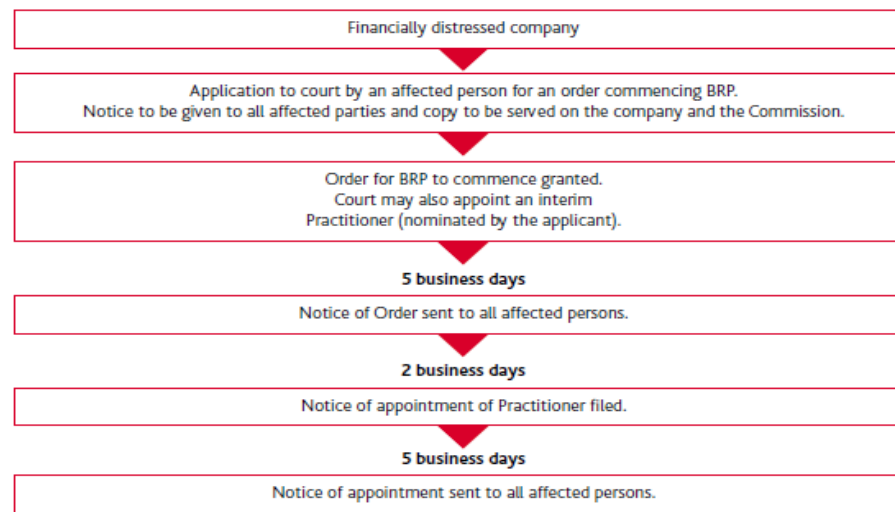 Financially distressed company
Application to court by an affected person for an order commencing BRP.
Notice to be given to all affected parties and copy to be served on the company and the Commission.
Order for BRP to commence granted.
Court may also appoint an interim
Practitioner (nominated by the applicant).
5 business days
Notice of Order sent to all affected persons.
2 business days
Notice of appointment of Practitioner filed.
5 business days
Notice of appointment sent to all affected persons.